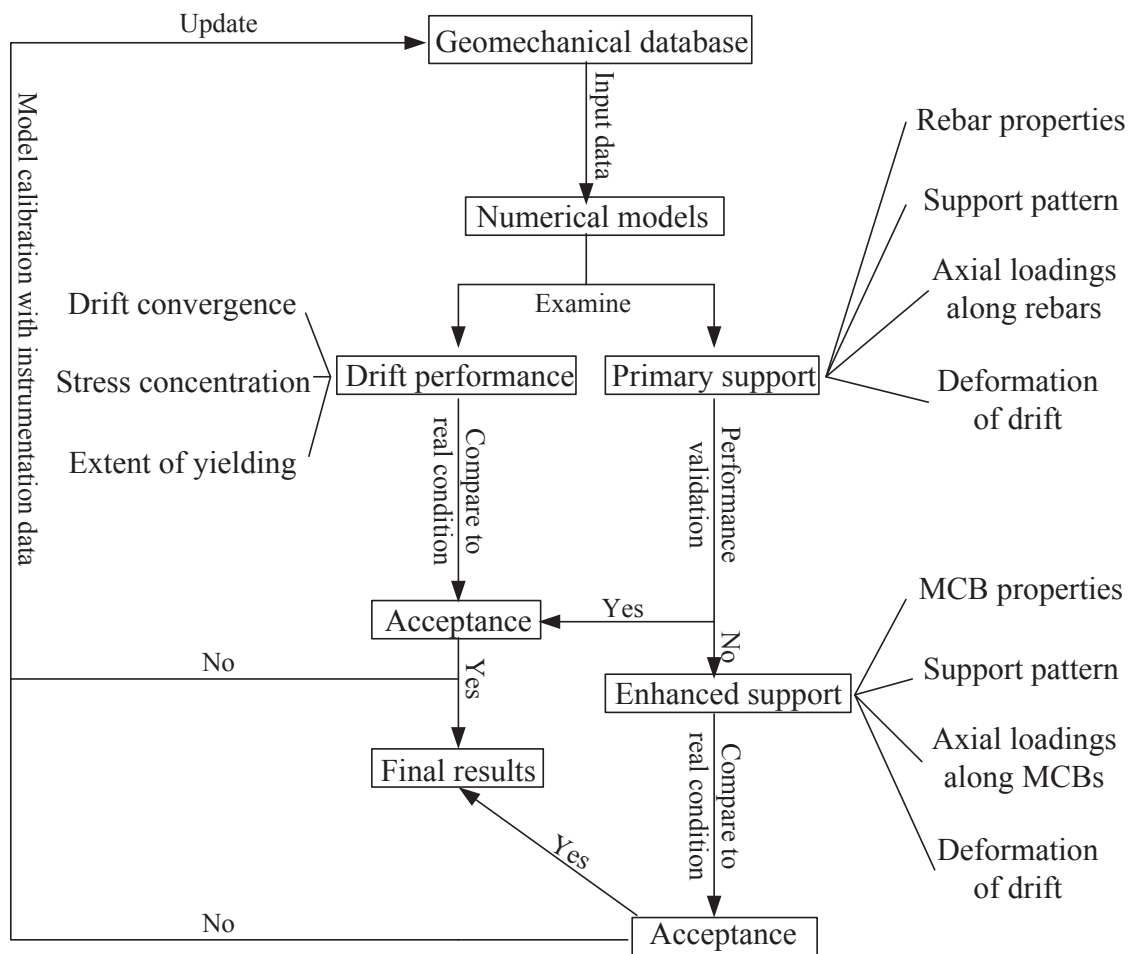 Update
Geomechanical database
Input data
Model calibration with instrumentation data
Rebar properties
Numerical models
Support pattern
Axial loadings
along rebars
Examine
Drift convergence
Drift performance
Primary support
Stress concentration
Deformation
of drift
Extent of yielding
Compare to
real condition
Performance
validation
MCB properties
Acceptance
Yes
No
No
Yes
Support pattern
Enhanced support
Axial loadings
along MCBs
Final results
Compare to
real condition
Yes
Deformation
of drift
No
Acceptance